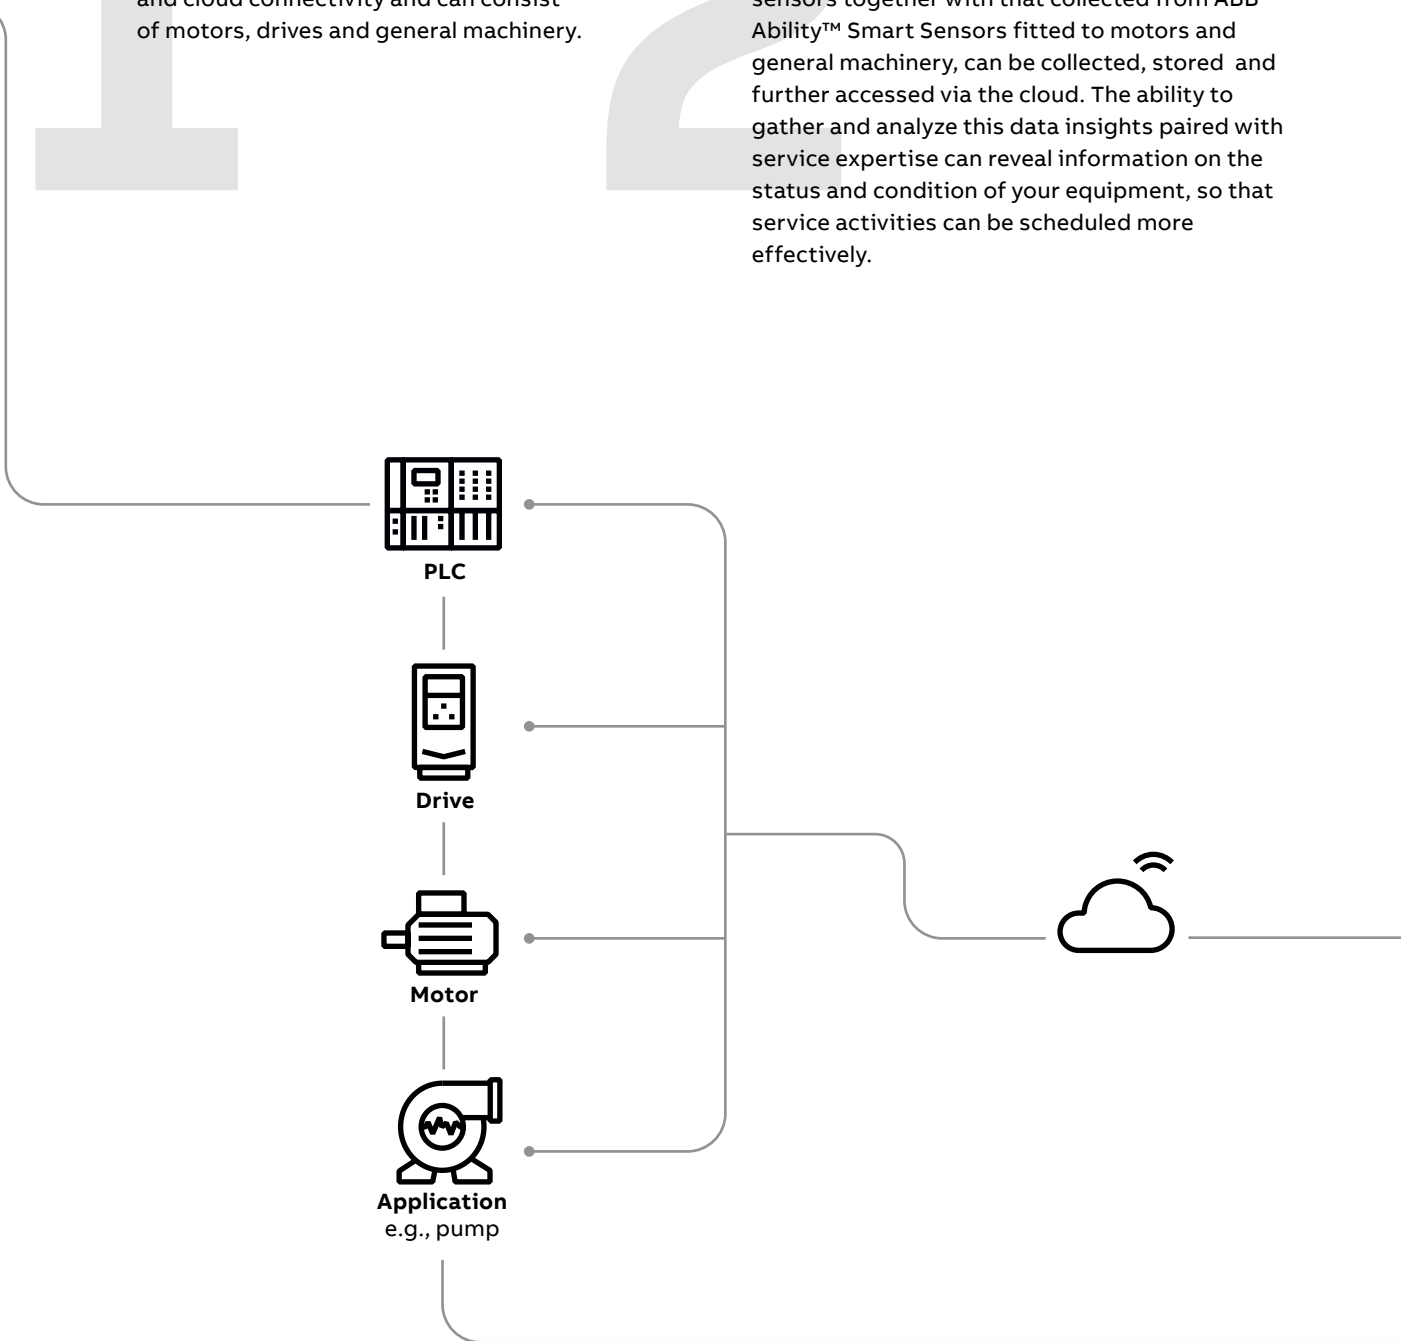 1
and cloud connectivity and can consist
of motors, drives and general machinery.
2
sensors together with that collected from ABB
Ability™ Smart Sensors fitted to motors and
general machinery, can be collected, stored and
further accessed via the cloud. The ability to
gather and analyze this data insights paired with
service expertise can reveal information on the
status and condition of your equipment, so that
service activities can be scheduled more
effectively.
PLC
Drive
Motor
Application
e.g., pump